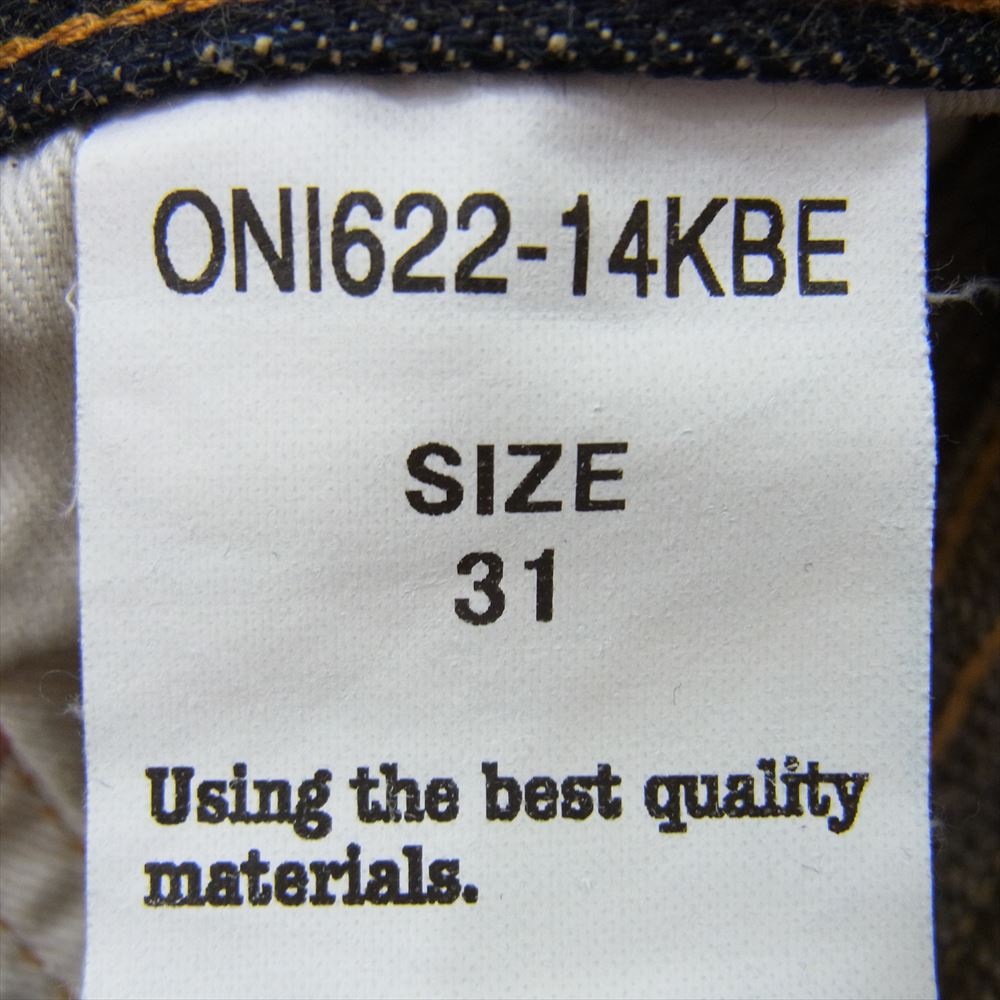 ONI622-14KBE
SIZE
31
Using the best quality
materials.